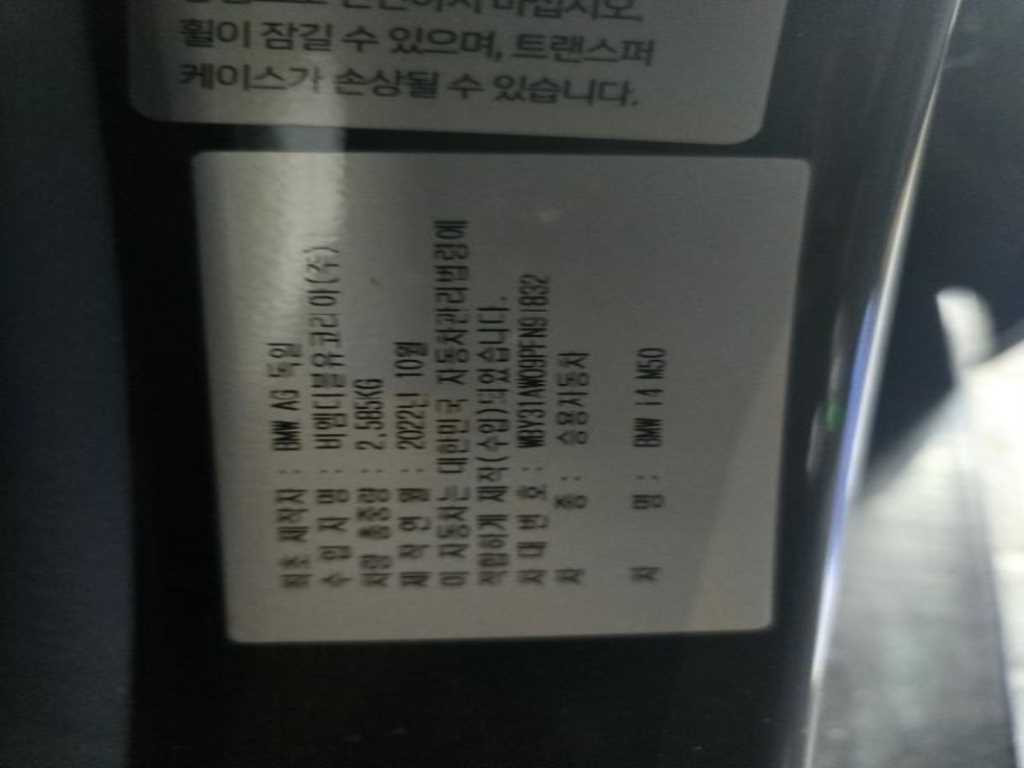 휠이 잠길 수 있으며, 트랜스퍼
케이스가 손상될 수 있습니다.
최초 제작자 : BMW AG 독일
수 입 자 명 : 비엠더블유코리아(주)
차량 총중량 : 2,585KG
제 작 연 월 : 2022년 10월
이 자동차는 대한민국 자동차관리법령에
적합하게 제작(수입)되었습니다.
차 대 번 호 : WBY31AW09PFN91832
차 종 : 승용자동차
차 명 : BMW i4 M50